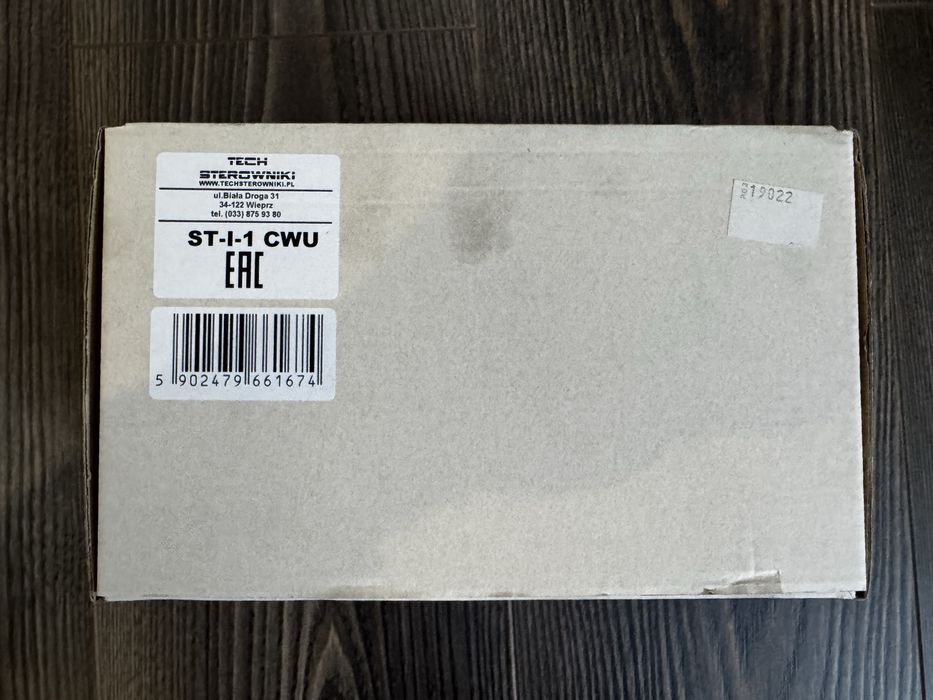 TECH
STEROWNIKI
WWW.TECHSTEROWNIKI.PL
ul.Biała Droga 31
34-122 Wieprz
tel. (033) 875 93 80
ST-I-1 CWU
EAC
5 902479 661674
19022